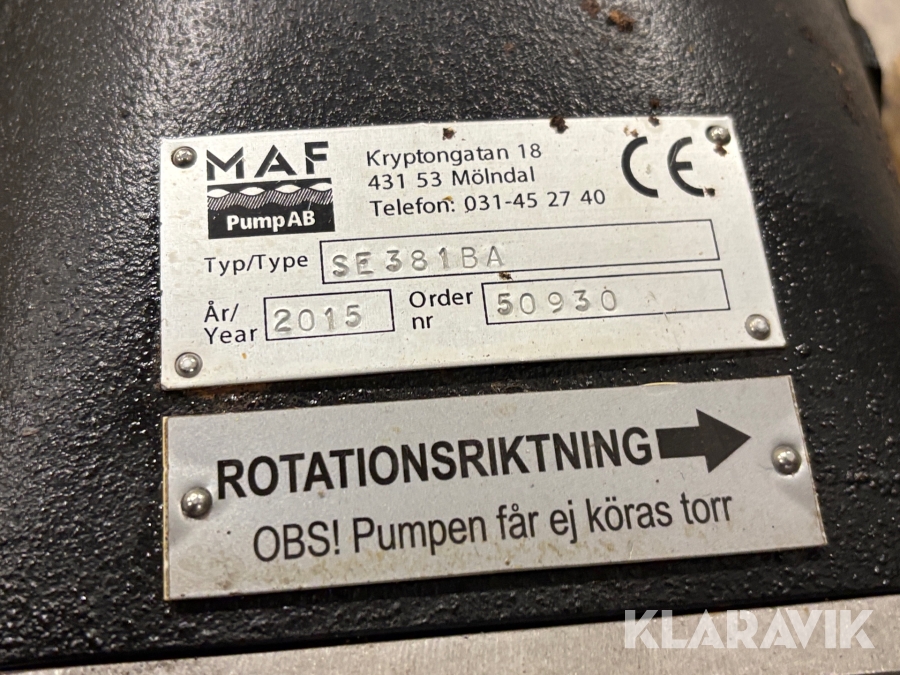 MAF
Pump AB
Kryptongatan 18
431 53 Mölndal
Telefon: 031-45 27 40
CE
Typ/Type SE381BA
År/
Year 2015
Order
nr 50930
ROTATIONSRIKTNING
OBS! Pumpen får ej köras torr
KLARAVIK